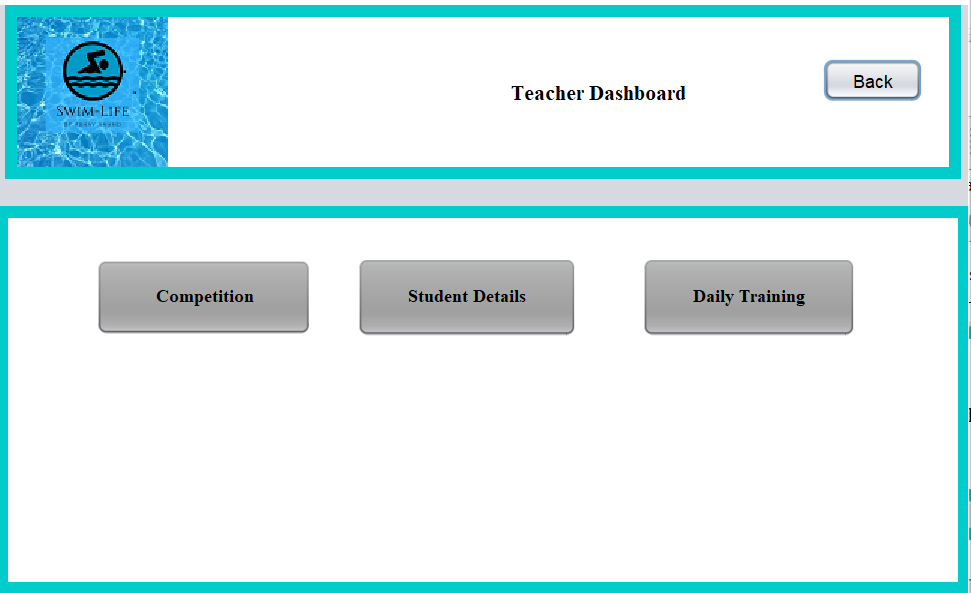 SWIM-LIFE
Teacher Dashboard
Back
Competition
Student Details
Daily Training